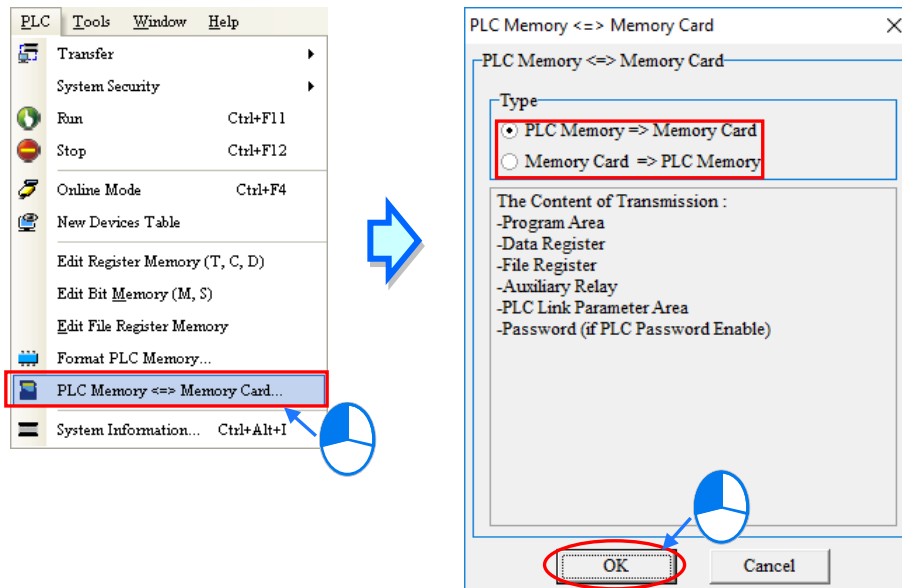 PLC Tools Window Help
Transfer
System Security
Run Ctrl+F11
Stop Ctrl+F12
Online Mode Ctrl+F4
New Devices Table
Edit Register Memory (T, C, D)
Edit Bit Memory (M, S)
Edit File Register Memory
Format PLC Memory...
PLC Memory <=> Memory Card...
System Information... Ctrl+Alt+I
PLC Memory <=> Memory Card
PLC Memory <=> Memory Card
Type
PLC Memory => Memory Card
Memory Card => PLC Memory
The Content of Transmission :
-Program Area
-Data Register
-File Register
-Auxiliary Relay
-PLC Link Parameter Area
-Password (if PLC Password Enable)
OK Cancel